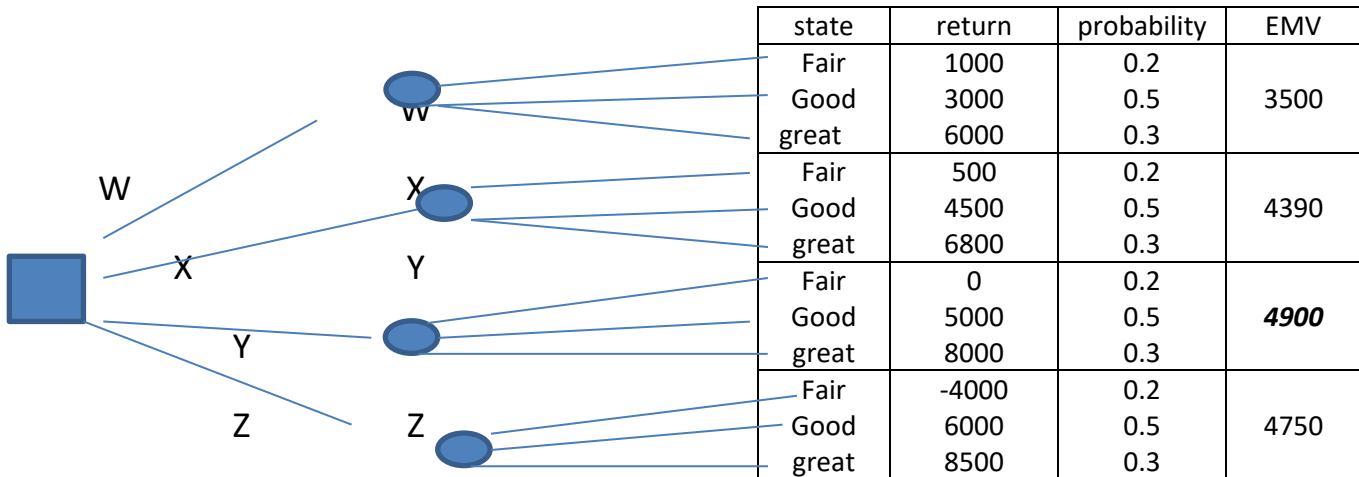 state return probability EMV
Fair 1000 0.2
Good 3000 0.5 3500
great 6000 0.3
Fair 500 0.2
Good 4500 0.5 4390
great 6800 0.3
Fair 0 0.2
Good 5000 0.5 4900
great 8000 0.3
Fair -4000 0.2
Good 6000 0.5 4750
great 8500 0.3
W
X
Y
Z
W
X
Y
Z